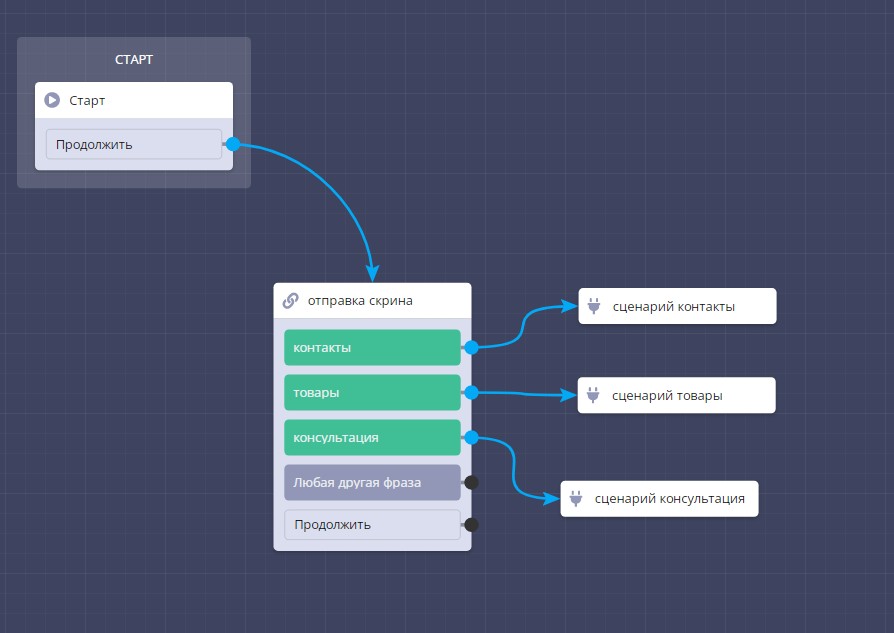 СТАРТ
Старт
Продолжить
отправка скрина
контакты
товары
консультация
Любая другая фраза
Продолжить
сценарий контакты
сценарий товары
сценарий консультация